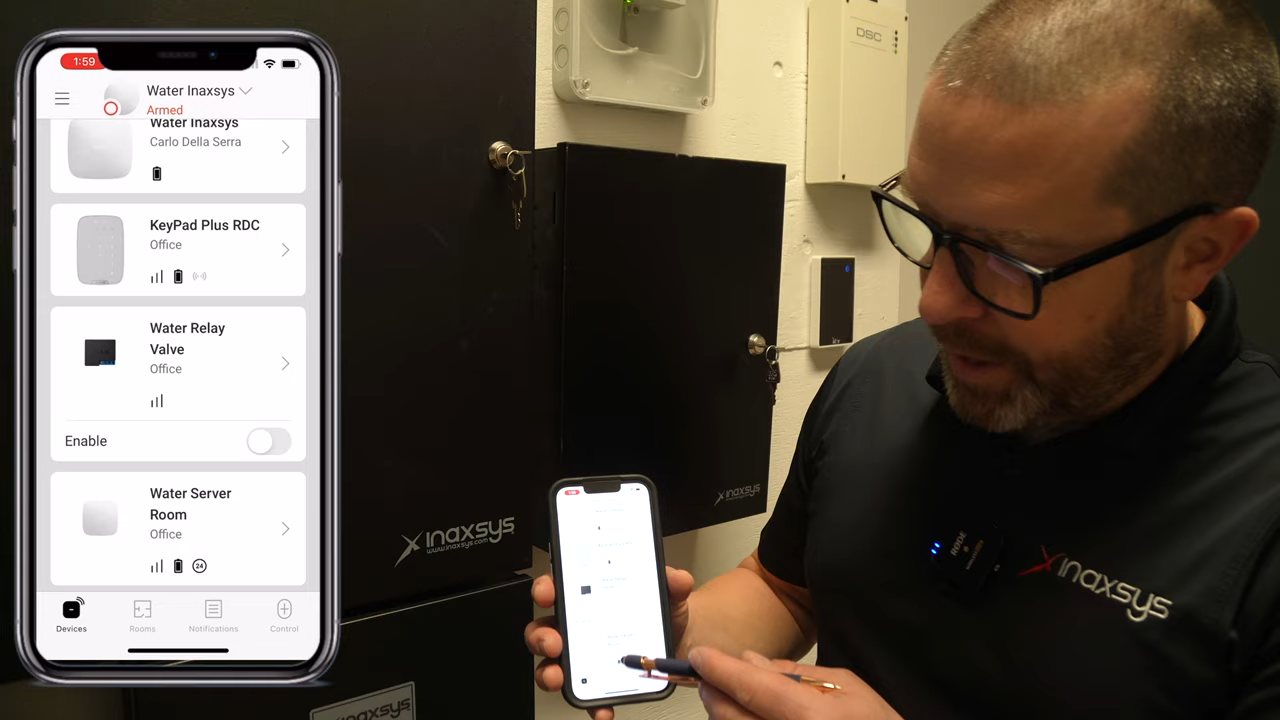 1:59
Water Inaxsys
Armed
Water Inaxsys
Carlo Della Serra
KeyPad Plus RDC
Office
Water Relay
Valve
Office
Enable
Water Server
Room
Office
24
Devices
Rooms
Notifications
Control
DSC
inaxsys
www.inaxsys.com
inaxsys
inaxsys
RØDE
inaxsys